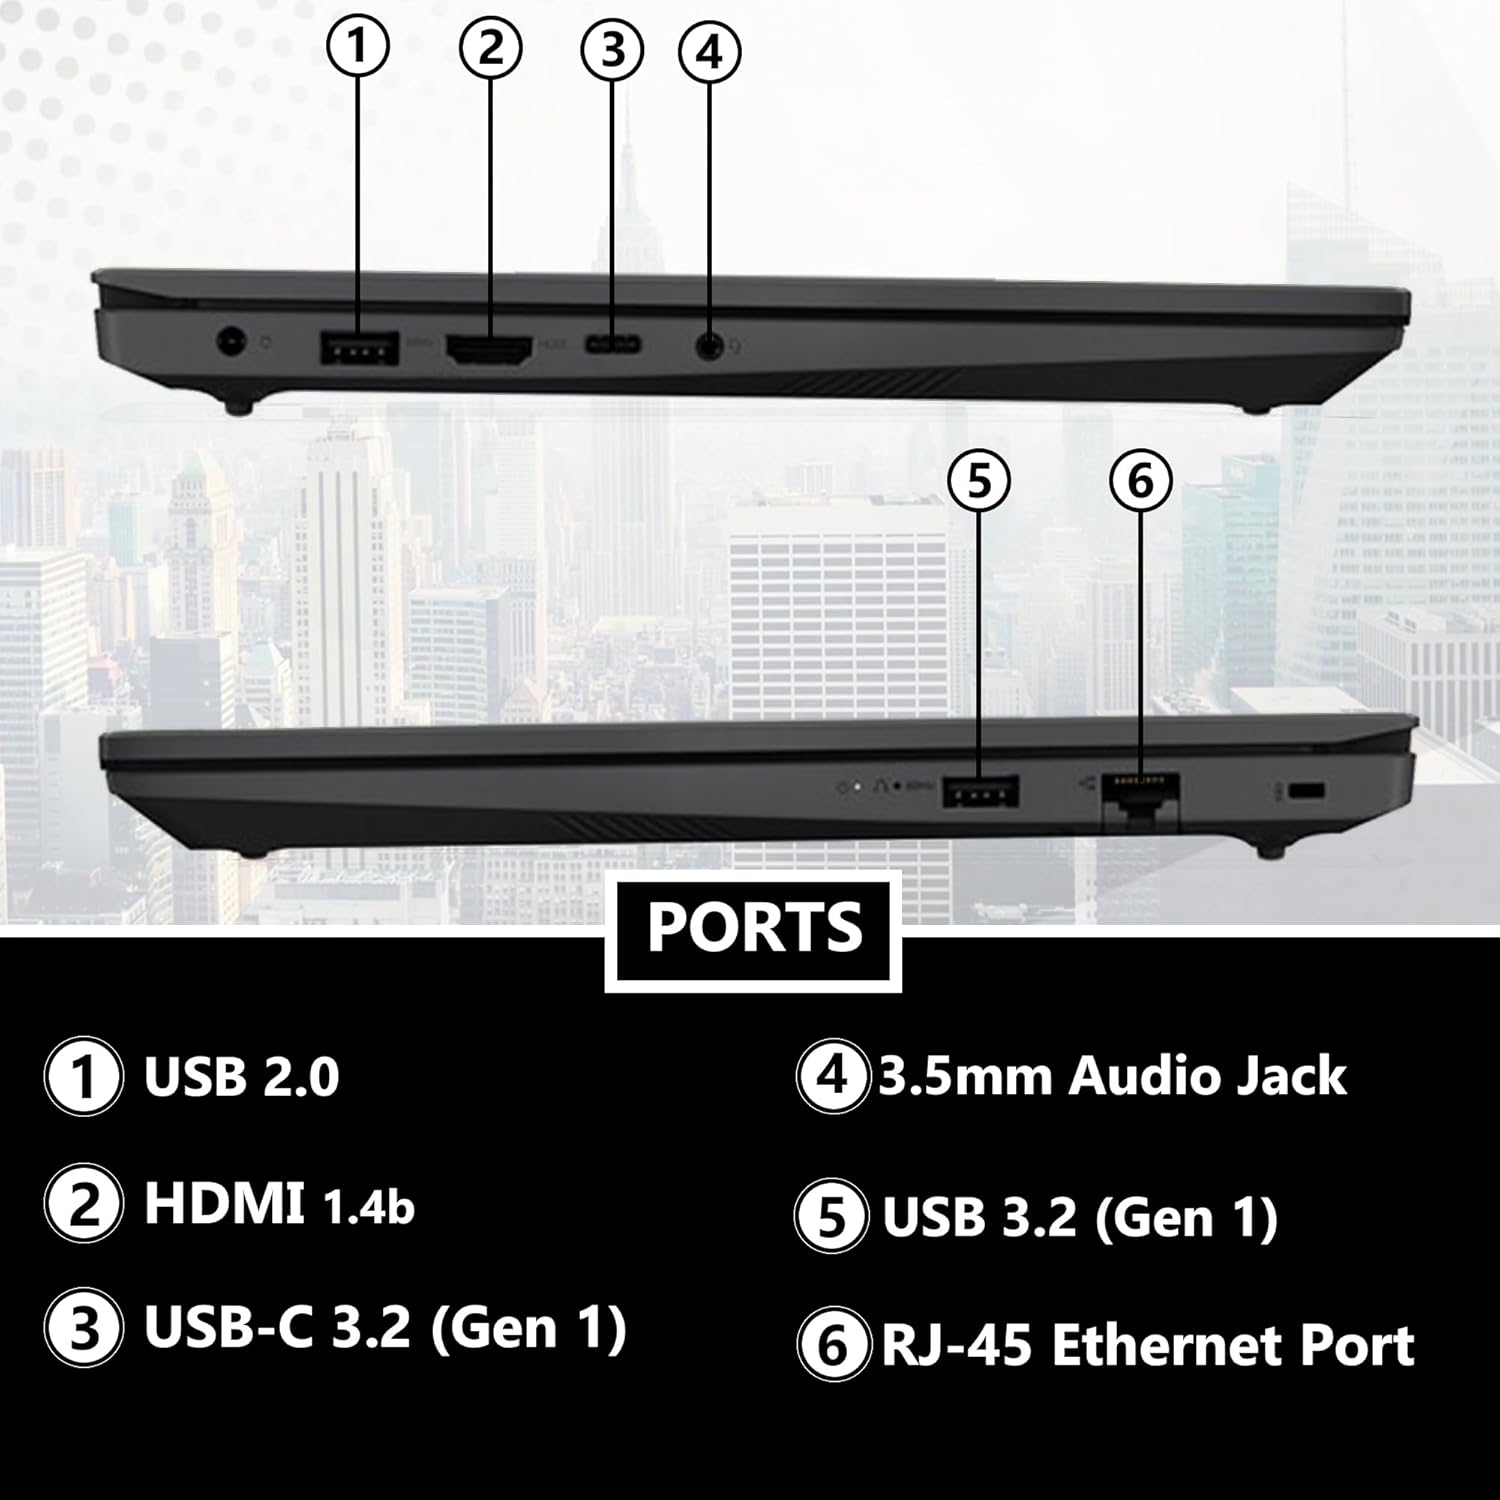 1 2 3 4
5 6
PORTS
1 USB 2.0
2 HDMI 1.4b
3 USB-C 3.2 (Gen 1)
4 3.5mm Audio Jack
5 USB 3.2 (Gen 1)
6 RJ-45 Ethernet Port